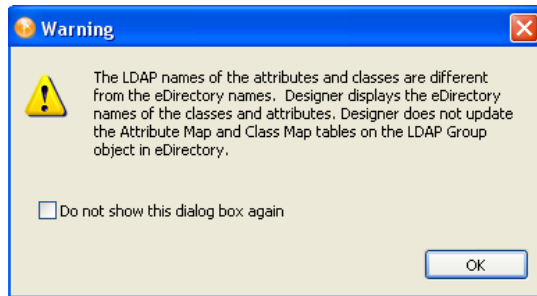 Warning
The LDAP names of the attributes and classes are different
from the eDirectory names.  Designer displays the eDirectory
names of the classes and attributes. Designer does not update
the Attribute Map and Class Map tables on the LDAP Group
object in eDirectory.
Do not show this dialog box again
OK